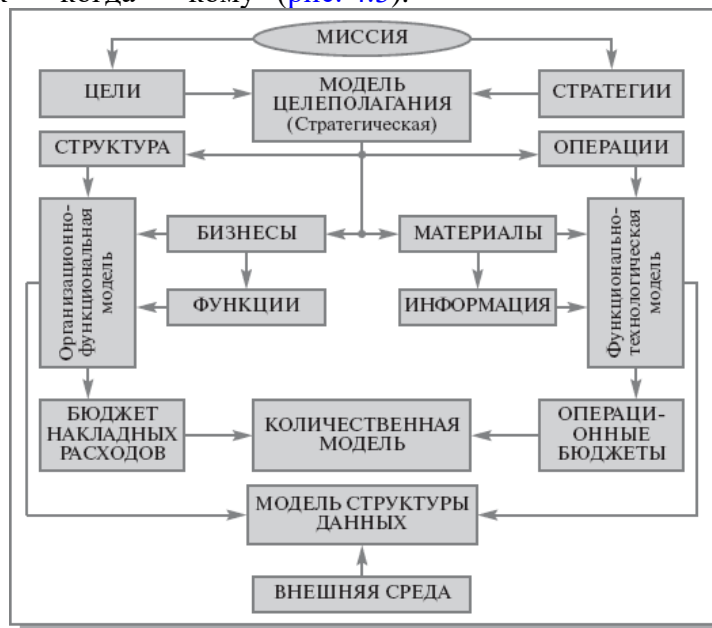 когда кому (рис. 4.5).
МИССИЯ
ЦЕЛИ
МОДЕЛЬ
ЦЕЛЕПОЛАГАНИЯ
(Стратегическая)
СТРАТЕГИИ
СТРУКТУРА
ОПЕРАЦИИ
Организационно-
функциональная
модель
БИЗНЕСЫ
МАТЕРИАЛЫ
Функционально-
технологическая
модель
ФУНКЦИИ
ИНФОРМАЦИЯ
БЮДЖЕТ
НАКЛАДНЫХ
РАСХОДОВ
КОЛИЧЕСТВЕННАЯ
МОДЕЛЬ
ОПЕРАЦИ-
ОННЫЕ
БЮДЖЕТЫ
МОДЕЛЬ СТРУКТУРЫ
ДАННЫХ
ВНЕШНЯЯ СРЕДА